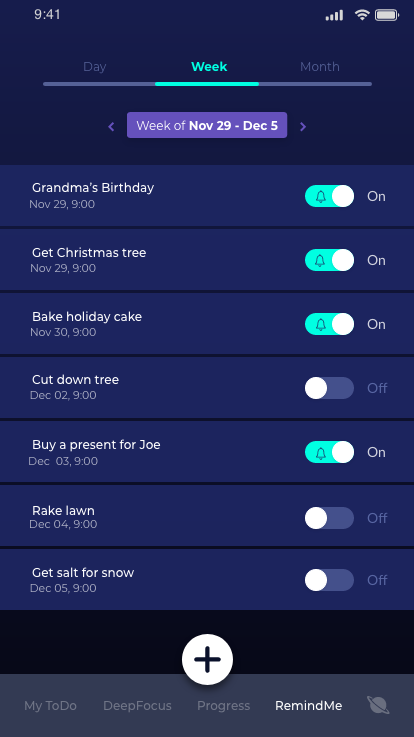 9:41
Day Week Month
Week of Nov 29 - Dec 5
Grandma's Birthday
Nov 29, 9:00
On
Get Christmas tree
Nov 29, 9:00
On
Bake holiday cake
Nov 30, 9:00
On
Cut down tree
Dec 02, 9:00
Off
Buy a present for Joe
Dec 03, 9:00
On
Rake lawn
Dec 04, 9:00
Off
Get salt for snow
Dec 05, 9:00
Off
My ToDo DeepFocus Progress RemindMe